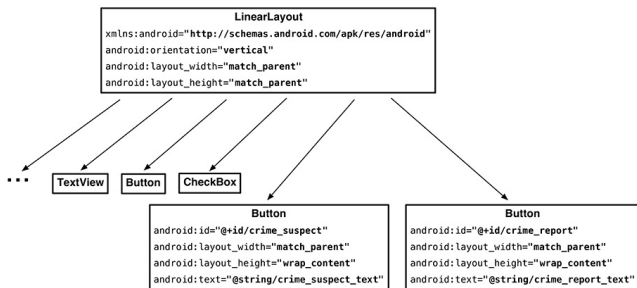 LinearLayout
xmlns:android="http://schemas.android.com/apk/res/android"
android:orientation="vertical"
android:layout_width="match_parent"
android:layout_height="match_parent"
...
TextView
Button
CheckBox
Button
android:id="@+id/crime_suspect"
android:layout_width="match_parent"
android:layout_height="wrap_content"
android:text="@string/crime_suspect_text"
Button
android:id="@+id/crime_report"
android:layout_width="match_parent"
android:layout_height="wrap_content"
android:text="@string/crime_report_text"